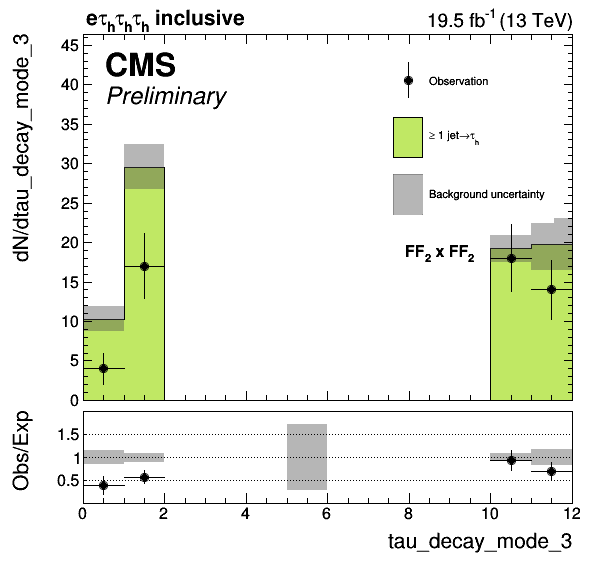 eτₕτₕτₕ inclusive
19.5 fb⁻¹ (13 TeV)
CMS
Preliminary
Observation
≥ 1 jet→τₕ
Background uncertainty
FF₂ x FF₂
dN/dtau_decay_mode_3
45
40
35
30
25
20
15
10
5
0
Obs/Exp
1.5
1
0.5
0 2 4 6 8 10 12
tau_decay_mode_3